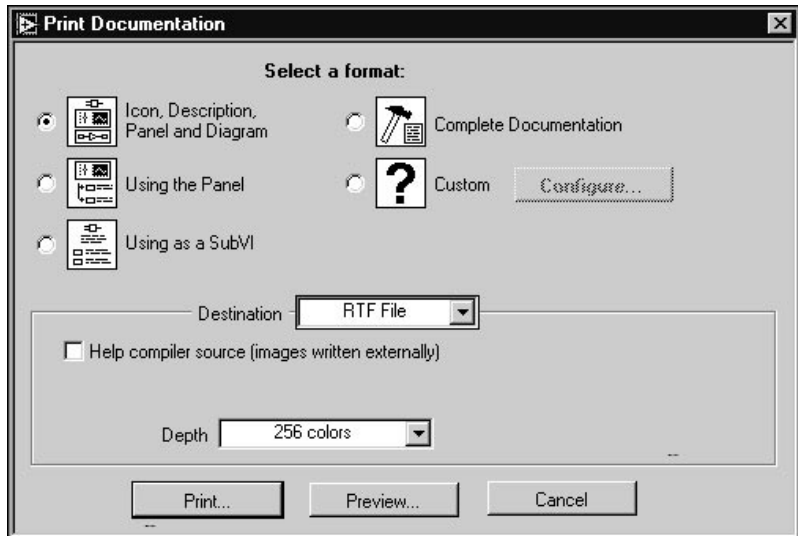 Print Documentation
Select a format:
Icon, Description,
Panel and Diagram
Complete Documentation
Using the Panel
Custom
Configure...
Using as a SubVI
Destination
RTF File
Help compiler source (images written externally)
Depth
256 colors
Print...
Preview...
Cancel